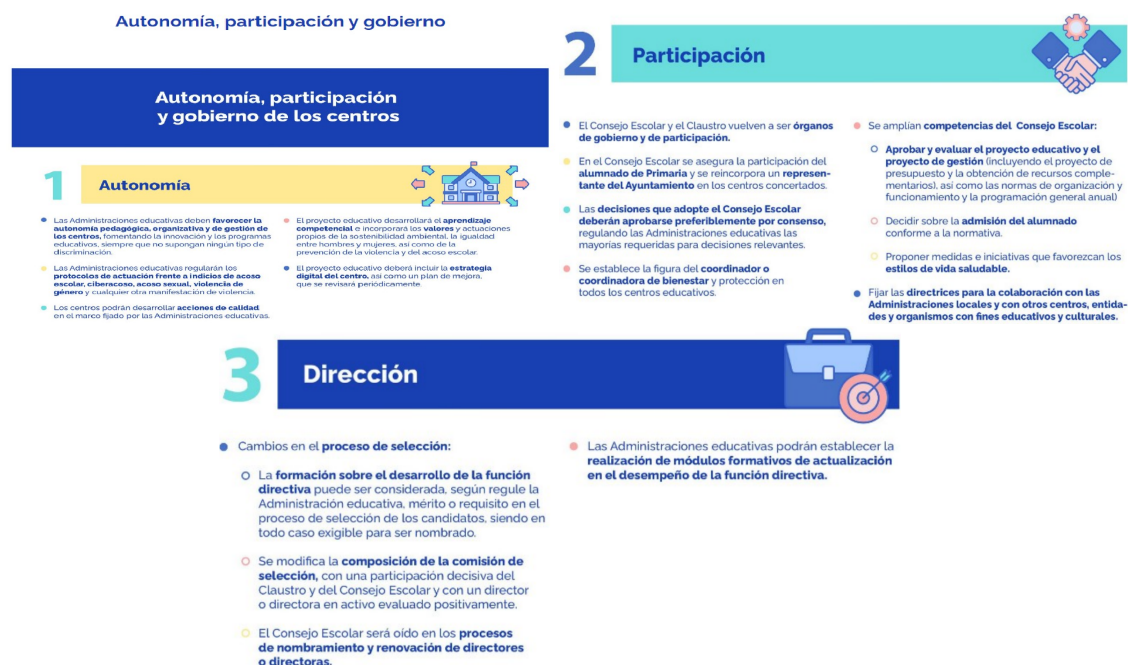 Autonomía, participación y gobierno
Autonomía, participación
y gobierno de los centros
1
Autonomía
Las Administraciones educativas deben favorecer la
autonomía pedagógica, organizativa y de gestión de
los centros, fomentando la innovación y los programas
educativos, siempre que no supongan ningún tipo de
discriminación.
Las Administraciones educativas regularán los
protocolos de actuación frente a indicios de acoso
escolar, ciberacoso, acoso sexual, violencia de
género y cualquier otra manifestación de violencia.
Los centros podrán desarrollar acciones de calidad
en el marco fijado por las Administraciones educativas.
El proyecto educativo desarrollará el aprendizaje
competencial e incorporará los valores y actuaciones
propios de la sostenibilidad ambiental, la igualdad
entre hombres y mujeres, así como de la
prevención de la violencia y del acoso escolar.
El proyecto educativo deberá incluir la estrategia
digital del centro, así como un plan de mejora,
que se revisará periódicamente.
2
Participación
El Consejo Escolar y el Claustro vuelven a ser órganos
de gobierno y de participación.
En el Consejo Escolar se asegura la participación del
alumnado de Primaria y se reincorpora un represen-
tante del Ayuntamiento en los centros concertados.
Las decisiones que adopte el Consejo Escolar
deberán aprobarse preferiblemente por consenso,
regulando las Administraciones educativas las
mayorías requeridas para decisiones relevantes.
Se establece la figura del coordinador o
coordinadora de bienestar y protección en
todos los centros educativos.
Se amplían competencias del Consejo Escolar:
Aprobar y evaluar el proyecto educativo y el
proyecto de gestión (incluyendo el proyecto de
presupuesto y la obtención de recursos comple-
mentarios), así como las normas de organización y
funcionamiento y la programación general anual)
Decidir sobre la admisión del alumnado
conforme a la normativa.
Proponer medidas e iniciativas que favorezcan los
estilos de vida saludable.
Fijar las directrices para la colaboración con las
Administraciones locales y con otros centros, entida-
des y organismos con fines educativos y culturales.
3
Dirección
Cambios en el proceso de selección:
La formación sobre el desarrollo de la función
directiva puede ser considerada, según regule la
Administración educativa, mérito o requisito en el
proceso de selección de los candidatos, siendo en
todo caso exigible para ser nombrado.
Se modifica la composición de la comisión de
selección, con una participación decisiva del
Claustro y del Consejo Escolar y con un director
o directora en activo evaluado positivamente.
El Consejo Escolar será oído en los procesos
de nombramiento y renovación de directores
o directoras.
Las Administraciones educativas podrán establecer la
realización de módulos formativos de actualización
en el desempeño de la función directiva.